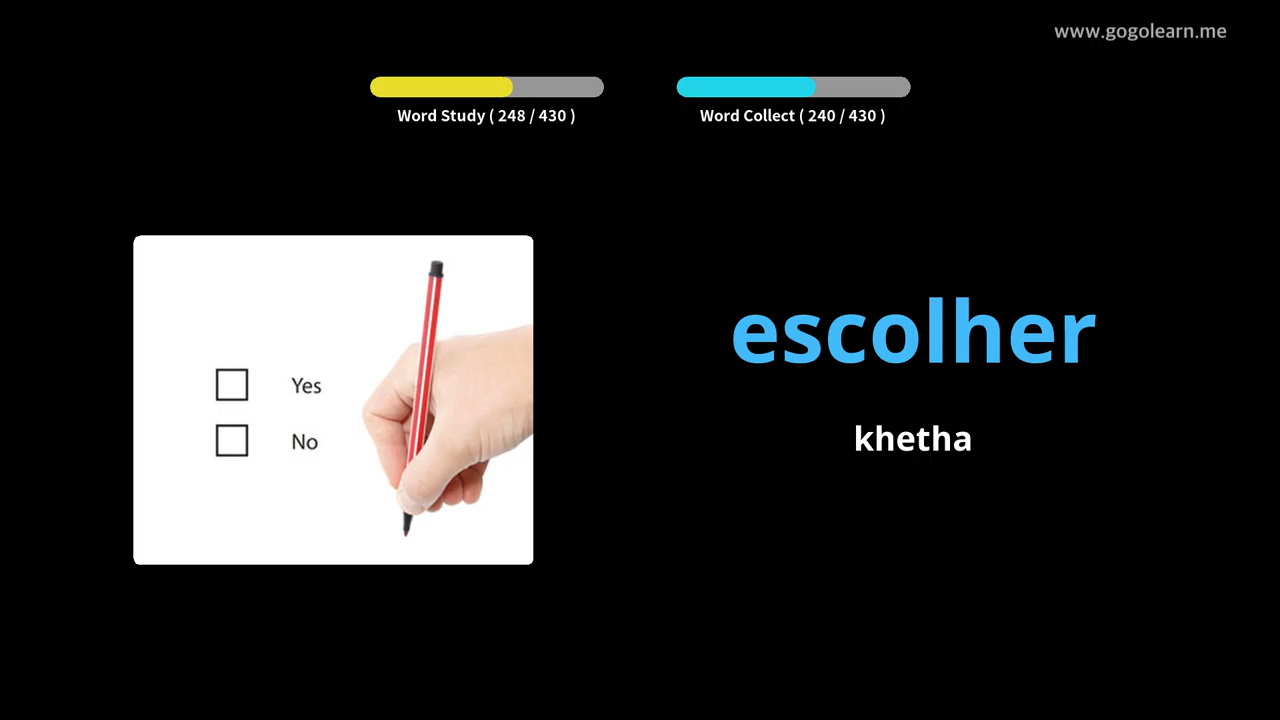 www.gogolearn.me
Word Study ( 248 / 430 )
Word Collect ( 240 / 430 )
Yes
No
escolher
khetha